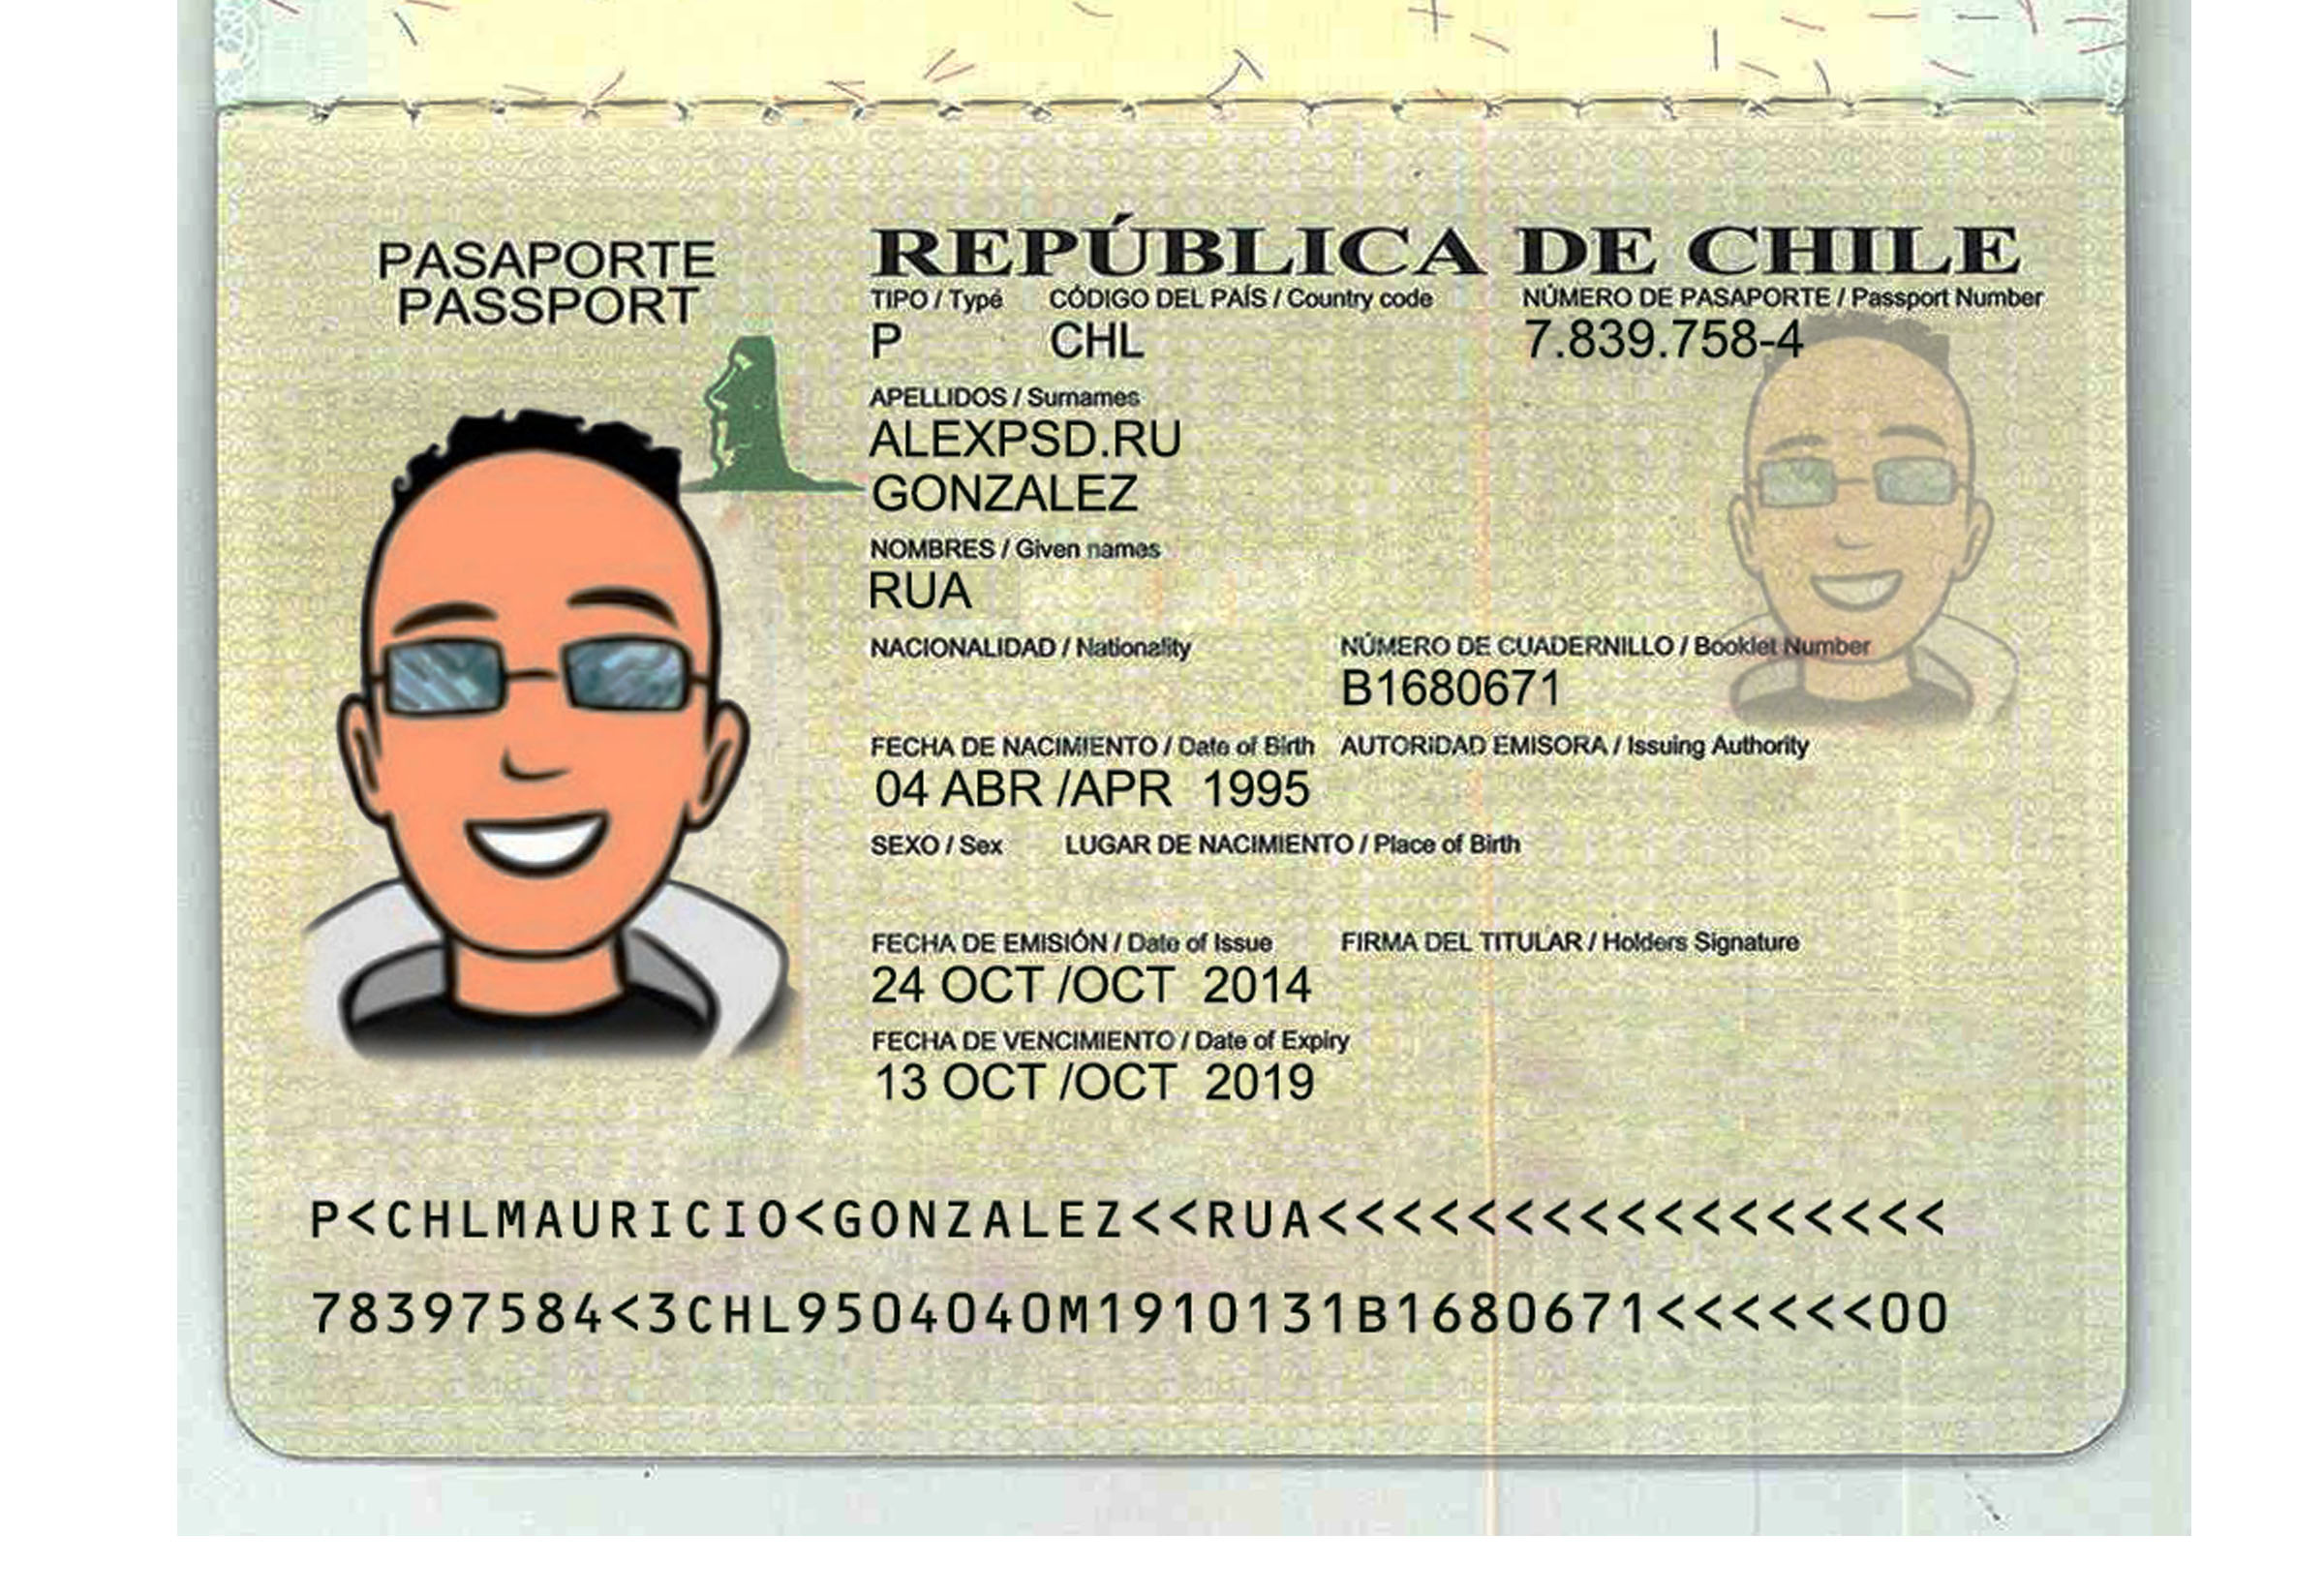 PASAPORTE
PASSPORT
REPÚBLICA DE CHILE
TIPO / Typé CÓDIGO DEL PAÍS / Country code NÚMERO DE PASAPORTE / Passport Number
P CHL 7.839.758-4
APELLIDOS / Surnames
ALEXPSD.RU
GONZALEZ
NOMBRES / Given names
RUA
NACIONALIDAD / Nationality NÚMERO DE CUADERNILLO / Booklet Number
B1680671
FECHA DE NACIMIENTO / Date of Birth AUTORIDAD EMISORA / Issuing Authority
04 ABR /APR 1995
SEXO / Sex LUGAR DE NACIMIENTO / Place of Birth
FECHA DE EMISIÓN / Date of Issue FIRMA DEL TITULAR / Holders Signature
24 OCT /OCT 2014
FECHA DE VENCIMIENTO / Date of Expiry
13 OCT /OCT 2019
P<CHLMAURICIO<GONZALEZ<<RUA<<<<<<<<<<<<<<<<<
78397584<3CHL9504040M1910131B1680671<<<<<<00